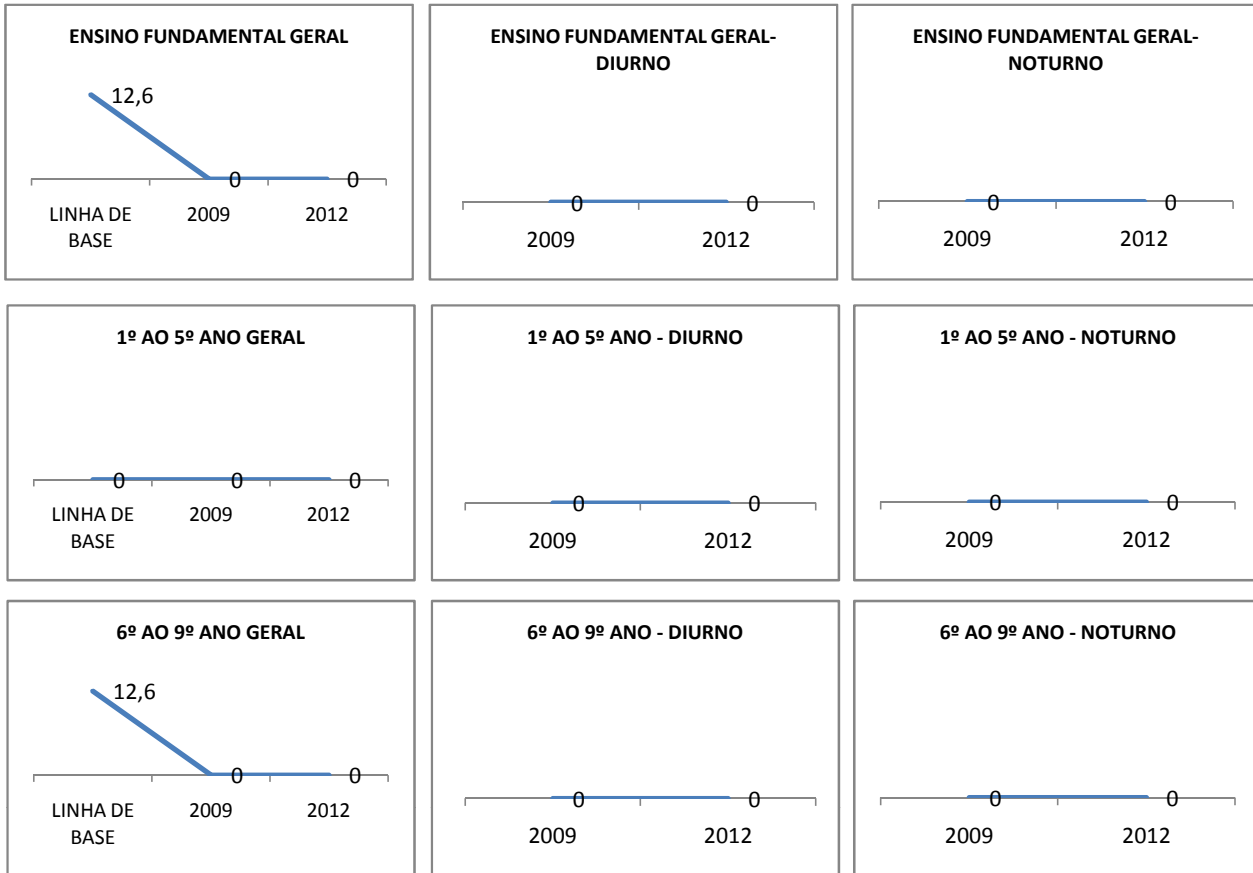 ENSINO FUNDAMENTAL GERAL
12,6
0
0
LINHA DE
BASE
2009
2012
ENSINO FUNDAMENTAL GERAL-
DIURNO
0
0
2009
2012
ENSINO FUNDAMENTAL GERAL-
NOTURNO
0
0
2009
2012
1º AO 5º ANO GERAL
0
0
0
LINHA DE
BASE
2009
2012
1º AO 5º ANO - DIURNO
0
0
2009
2012
1º AO 5º ANO - NOTURNO
0
0
2009
2012
6º AO 9º ANO GERAL
12,6
0
0
LINHA DE
BASE
2009
2012
6º AO 9º ANO - DIURNO
0
0
2009
2012
6º AO 9º ANO - NOTURNO
0
0
2009
2012